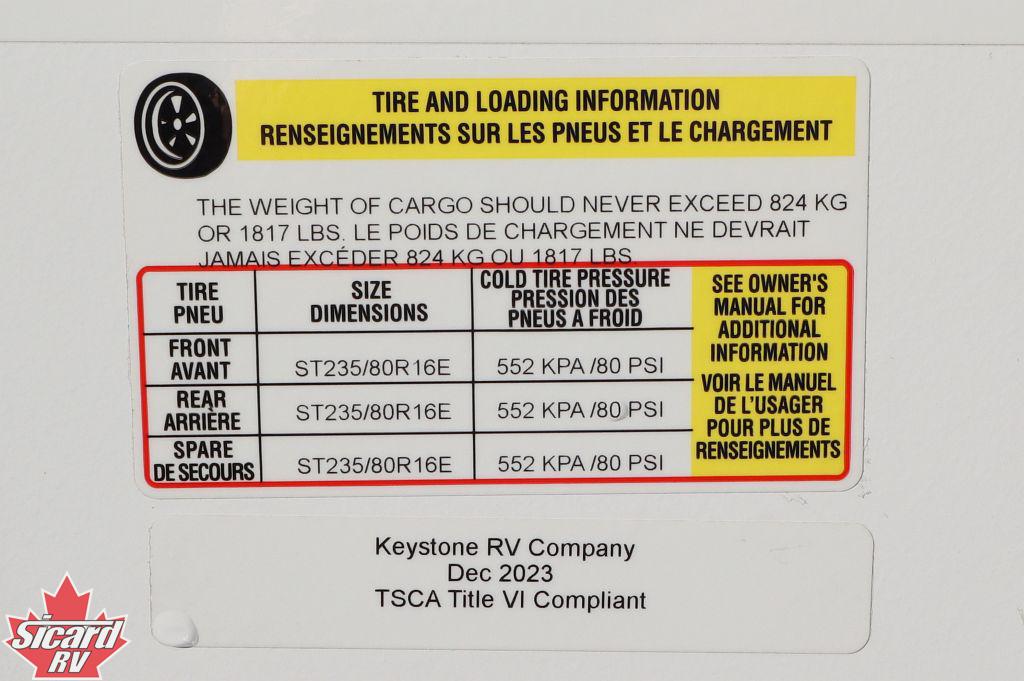 TIRE AND LOADING INFORMATION
RENSEIGNEMENTS SUR LES PNEUS ET LE CHARGEMENT
THE WEIGHT OF CARGO SHOULD NEVER EXCEED 824 KG
OR 1817 LBS. LE POIDS DE CHARGEMENT NE DEVRAIT
JAMAIS EXCÉDER 824 KG OU 1817 LBS.
TIRE
PNEU
SIZE
DIMENSIONS
COLD TIRE PRESSURE
PRESSION DES
PNEUS A FROID
FRONT
AVANT
ST235/80R16E
552 KPA /80 PSI
REAR
ARRIÈRE
ST235/80R16E
552 KPA /80 PSI
SPARE
DE SECOURS
ST235/80R16E
552 KPA /80 PSI
SEE OWNER'S
MANUAL FOR
ADDITIONAL
INFORMATION
VOIR LE MANUEL
DE L'USAGER
POUR PLUS DE
RENSEIGNEMENTS
Keystone RV Company
Dec 2023
TSCA Title VI Compliant
Sicard
RV